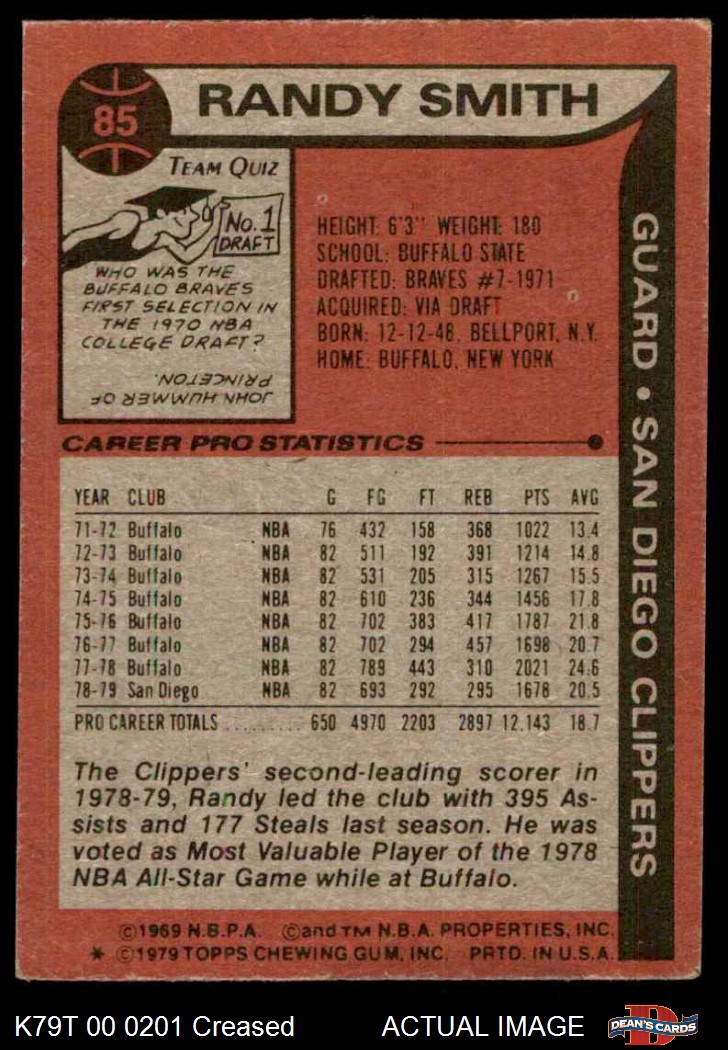 85
RANDY SMITH
TEAM QUIZ
No. 1
DRAFT
WHO WAS THE
BUFFALO BRAVES
FIRST SELECTION IN
THE 1970 NBA
COLLEGE DRAFT?
JOHN HUMMER OF
PRINCETON.
HEIGHT: 6'3" WEIGHT: 180
SCHOOL: BUFFALO STATE
DRAFTED: BRAVES #7-1971
ACQUIRED: VIA DRAFT
BORN: 12-12-48, BELLPORT, N.Y.
HOME: BUFFALO, NEW YORK
GUARD • SAN DIEGO CLIPPERS
CAREER PRO STATISTICS
YEAR CLUB G FG FT REB PTS AVG
71-72 Buffalo NBA 76 432 158 368 1022 13.4
72-73 Buffalo NBA 82 511 192 391 1214 14.8
73-74 Buffalo NBA 82 531 205 315 1267 15.5
74-75 Buffalo NBA 82 610 236 344 1456 17.8
75-76 Buffalo NBA 82 702 383 417 1787 21.8
76-77 Buffalo NBA 82 702 294 457 1698 20.7
77-78 Buffalo NBA 82 789 443 310 2021 24.6
78-79 San Diego NBA 82 693 292 295 1678 20.5
PRO CAREER TOTALS .......... 650 4970 2203 2897 12,143 18.7
The Clippers' second-leading scorer in
1978-79, Randy led the club with 395 As-
sists and 177 Steals last season. He was
voted as Most Valuable Player of the 1978
NBA All-Star Game while at Buffalo.
©1969 N.B.P.A. ©and TM N.B.A. PROPERTIES, INC.
* ©1979 TOPPS CHEWING GUM, INC. PRTD. IN U.S.A.
K79T 00 0201 Creased ACTUAL IMAGE
DEAN'S CARDS